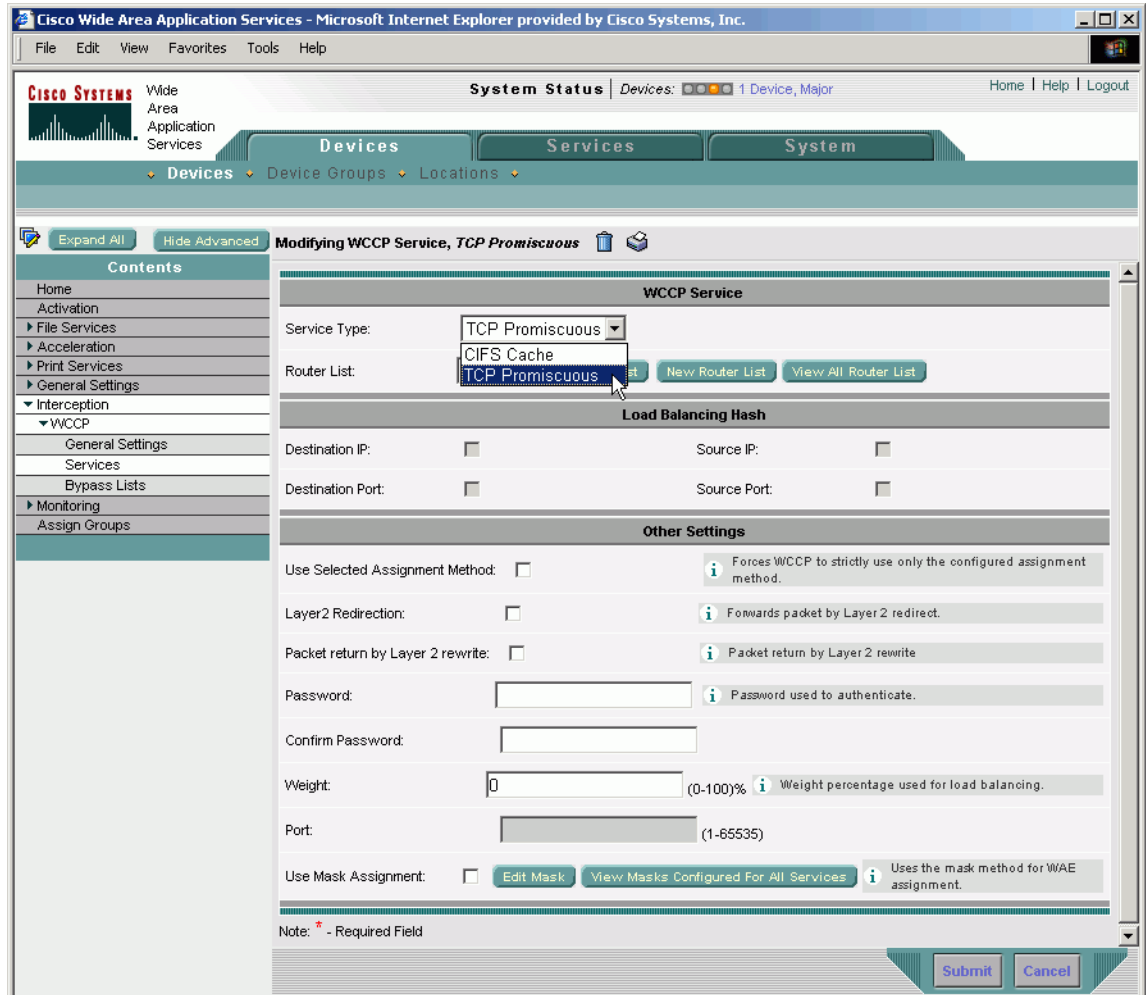 Cisco Wide Area Application Services - Microsoft Internet Explorer provided by Cisco Systems, Inc.
File Edit View Favorites Tools Help
CISCO SYSTEMS
Wide
Area
Application
Services
System Status | Devices: 1 Device, Major
Home | Help | Logout
Devices Services System
Devices Device Groups Locations
Expand All Hide Advanced
Modifying WCCP Service, TCP Promiscuous
Contents
Home
Activation
File Services
Acceleration
Print Services
General Settings
Interception
WCCP
General Settings
Services
Bypass Lists
Monitoring
Assign Groups
WCCP Service
Service Type: TCP Promiscuous
CIFS Cache
TCP Promiscuous
Router List: New Router List View All Router List
Load Balancing Hash
Destination IP: Source IP:
Destination Port: Source Port:
Other Settings
Use Selected Assignment Method: Forces WCCP to strictly use only the configured assignment
method.
Layer2 Redirection: Forwards packet by Layer 2 redirect.
Packet return by Layer 2 rewrite: Packet return by Layer 2 rewrite
Password: Password used to authenticate.
Confirm Password:
Weight: 0 (0-100)% Weight percentage used for load balancing.
Port: (1-65535)
Use Mask Assignment: Edit Mask View Masks Configured For All Services Uses the mask method for WAE
assignment.
Note: * - Required Field
Submit Cancel